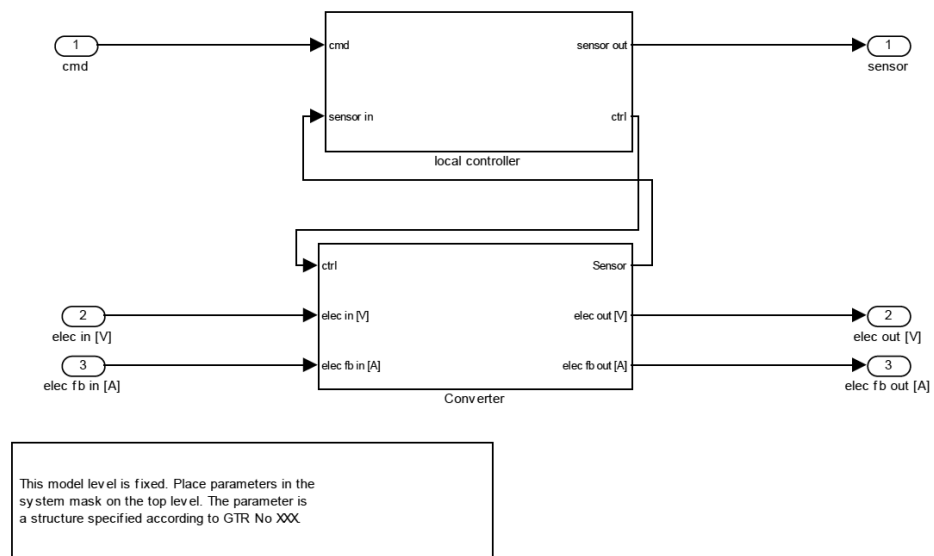 1
cmd
cmd
sensor out
1
sensor
sensor in
ctrl
local controller
ctrl
Sensor
2
elec in [V]
elec in [V]
elec out [V]
2
elec out [V]
3
elec fb in [A]
elec fb in [A]
elec fb out [A]
3
elec fb out [A]
Converter
This model level is fixed. Place parameters in the
system mask on the top level. The parameter is
a structure specified according to GTR No XXX.